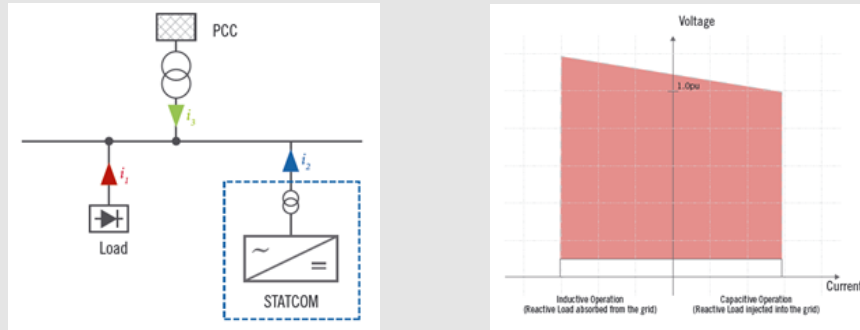 PCC
i3
i1
i2
Load
~
=
STATCOM
Voltage
1.0pu
Current
Inductive Operation
(Reactive Load absorbed from the grid)
Capacitive Operation
(Reactive Load injected into the grid)